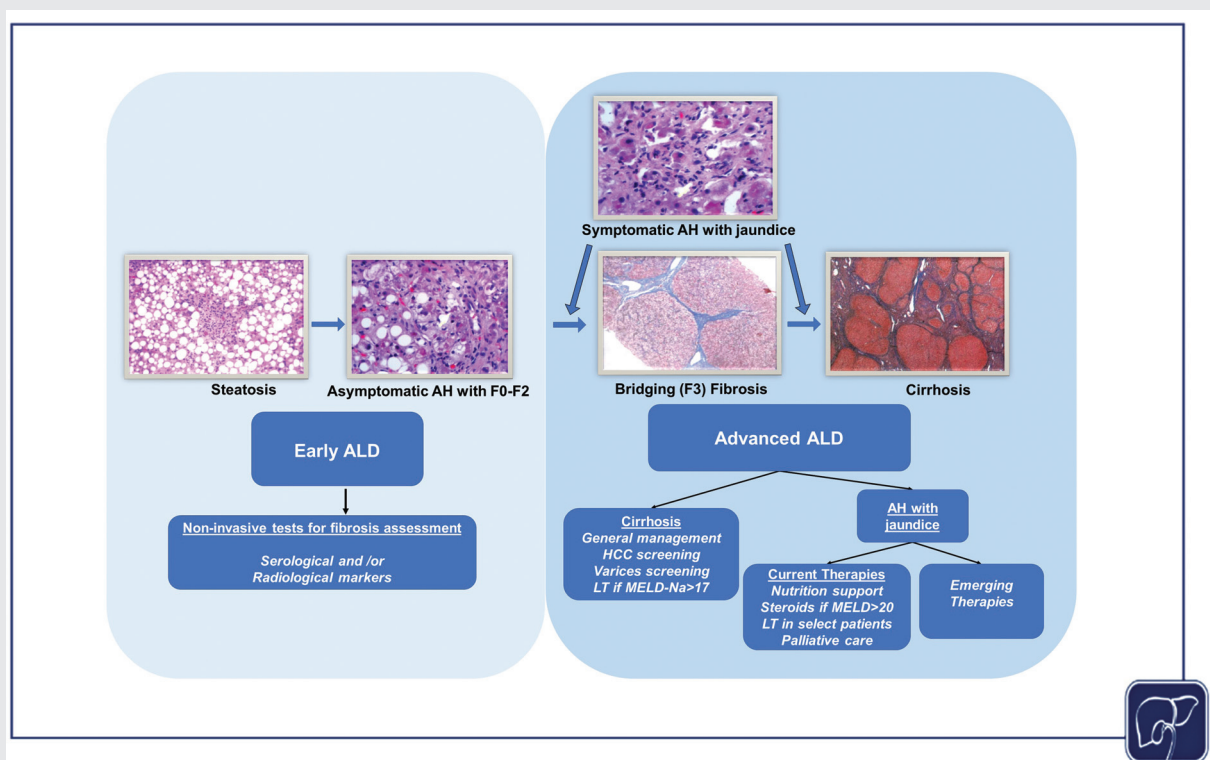 Symptomatic AH with jaundice
Steatosis
Asymptomatic AH with F0-F2
Bridging (F3) Fibrosis
Cirrhosis
Early ALD
Non-invasive tests for fibrosis assessment
Serological and /or
Radiological markers
Advanced ALD
Cirrhosis
General management
HCC screening
Varices screening
LT if MELD-Na>17
AH with
jaundice
Current Therapies
Nutrition support
Steroids if MELD>20
LT in select patients
Palliative care
Emerging
Therapies